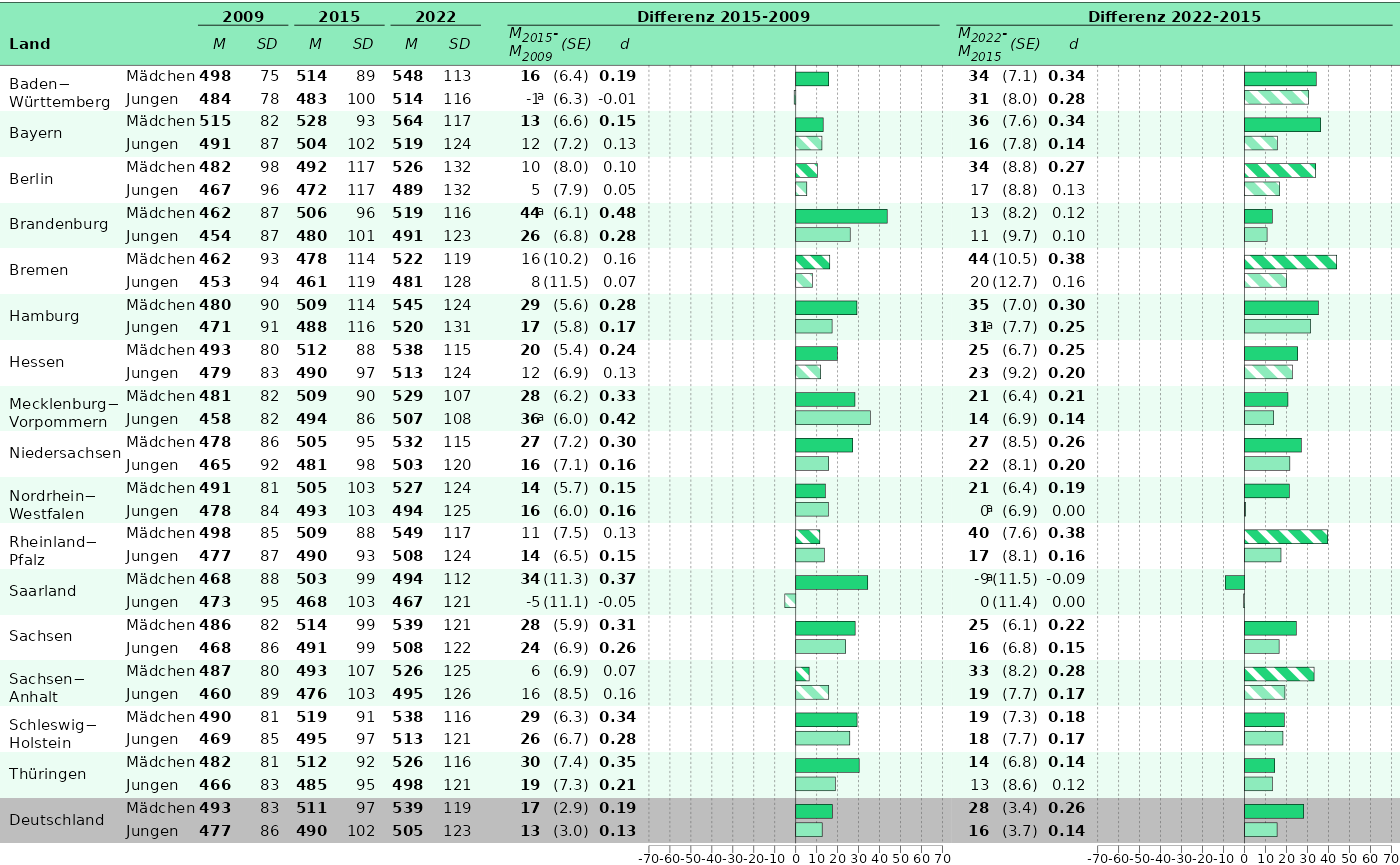 2009 2015 2022 Differenz 2015-2009 Differenz 2022-2015
Land M SD M SD M SD M2015- M2009 (SE) d M2022- M2015 (SE) d
Baden−
Württemberg
Mädchen 498 75 514 89 548 113 16 (6.4) 0.19 34 (7.1) 0.34
Jungen 484 78 483 100 514 116 -1a (6.3) -0.01 31 (8.0) 0.28
Bayern
Mädchen 515 82 528 93 564 117 13 (6.6) 0.15 36 (7.6) 0.34
Jungen 491 87 504 102 519 124 12 (7.2) 0.13 16 (7.8) 0.14
Berlin
Mädchen 482 98 492 117 526 132 10 (8.0) 0.10 34 (8.8) 0.27
Jungen 467 96 472 117 489 132 5 (7.9) 0.05 17 (8.8) 0.13
Brandenburg
Mädchen 462 87 506 96 519 116 44a (6.1) 0.48 13 (8.2) 0.12
Jungen 454 87 480 101 491 123 26 (6.8) 0.28 11 (9.7) 0.10
Bremen
Mädchen 462 93 478 114 522 119 16 (10.2) 0.16 44 (10.5) 0.38
Jungen 453 94 461 119 481 128 8 (11.5) 0.07 20 (12.7) 0.16
Hamburg
Mädchen 480 90 509 114 545 124 29 (5.6) 0.28 35 (7.0) 0.30
Jungen 471 91 488 116 520 131 17 (5.8) 0.17 31a (7.7) 0.25
Hessen
Mädchen 493 80 512 88 538 115 20 (5.4) 0.24 25 (6.7) 0.25
Jungen 479 83 490 97 513 124 12 (6.9) 0.13 23 (9.2) 0.20
Mecklenburg−
Vorpommern
Mädchen 481 82 509 90 529 107 28 (6.2) 0.33 21 (6.4) 0.21
Jungen 458 82 494 86 507 108 36a (6.0) 0.42 14 (6.9) 0.14
Niedersachsen
Mädchen 478 86 505 95 532 115 27 (7.2) 0.30 27 (8.5) 0.26
Jungen 465 92 481 98 503 120 16 (7.1) 0.16 22 (8.1) 0.20
Nordrhein−
Westfalen
Mädchen 491 81 505 103 527 124 14 (5.7) 0.15 21 (6.4) 0.19
Jungen 478 84 493 103 494 125 16 (6.0) 0.16 0a (6.9) 0.00
Rheinland−
Pfalz
Mädchen 498 85 509 88 549 117 11 (7.5) 0.13 40 (7.6) 0.38
Jungen 477 87 490 93 508 124 14 (6.5) 0.15 17 (8.1) 0.16
Saarland
Mädchen 468 88 503 99 494 112 34 (11.3) 0.37 -9a (11.5) -0.09
Jungen 473 95 468 103 467 121 -5 (11.1) -0.05 0 (11.4) 0.00
Sachsen
Mädchen 486 82 514 99 539 121 28 (5.9) 0.31 25 (6.1) 0.22
Jungen 468 86 491 99 508 122 24 (6.9) 0.26 16 (6.8) 0.15
Sachsen−
Anhalt
Mädchen 487 80 493 107 526 125 6 (6.9) 0.07 33 (8.2) 0.28
Jungen 460 89 476 103 495 126 16 (8.5) 0.16 19 (7.7) 0.17
Schleswig−
Holstein
Mädchen 490 81 519 91 538 116 29 (6.3) 0.34 19 (7.3) 0.18
Jungen 469 85 495 97 513 121 26 (6.7) 0.28 18 (7.7) 0.17
Thüringen
Mädchen 482 81 512 92 526 116 30 (7.4) 0.35 14 (6.8) 0.14
Jungen 466 83 485 95 498 121 19 (7.3) 0.21 13 (8.6) 0.12
Deutschland
Mädchen 493 83 511 97 539 119 17 (2.9) 0.19 28 (3.4) 0.26
Jungen 477 86 490 102 505 123 13 (3.0) 0.13 16 (3.7) 0.14
-70 -60 -50 -40 -30 -20 -10 0 10 20 30 40 50 60 70 -70 -60 -50 -40 -30 -20 -10 0 10 20 30 40 50 60 70